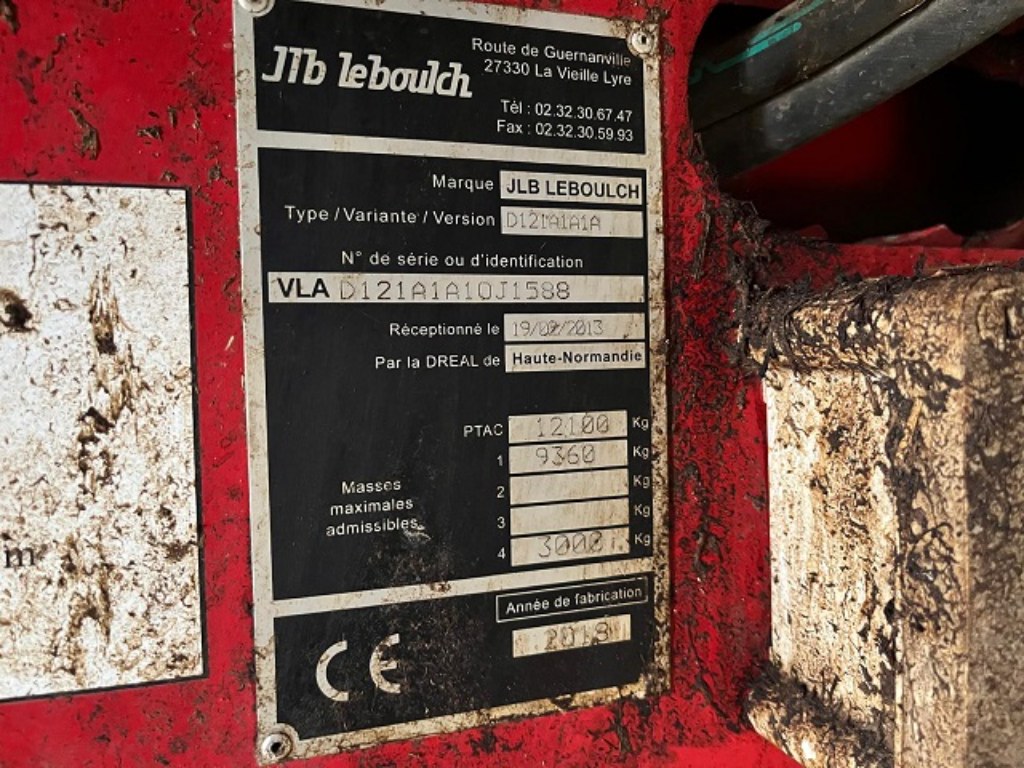 Jlb leboulch
Route de Guernanville
27330 La Vieille Lyre
Tél : 02.32.30.67.47
Fax : 02.32.30.59.93
Marque JLB LEBOULCH
Type / Variante / Version D121A1A1A
N° de série ou d'identification
VLA D121A1A10J1588
Réceptionné le 19/02/2013
Par la DREAL de Haute-Normandie
PTAC 12100 Kg
1 9360 Kg
Masses maximales admissibles
2 Kg
3 Kg
4 3000 Kg
Année de fabrication
2018
CE
m